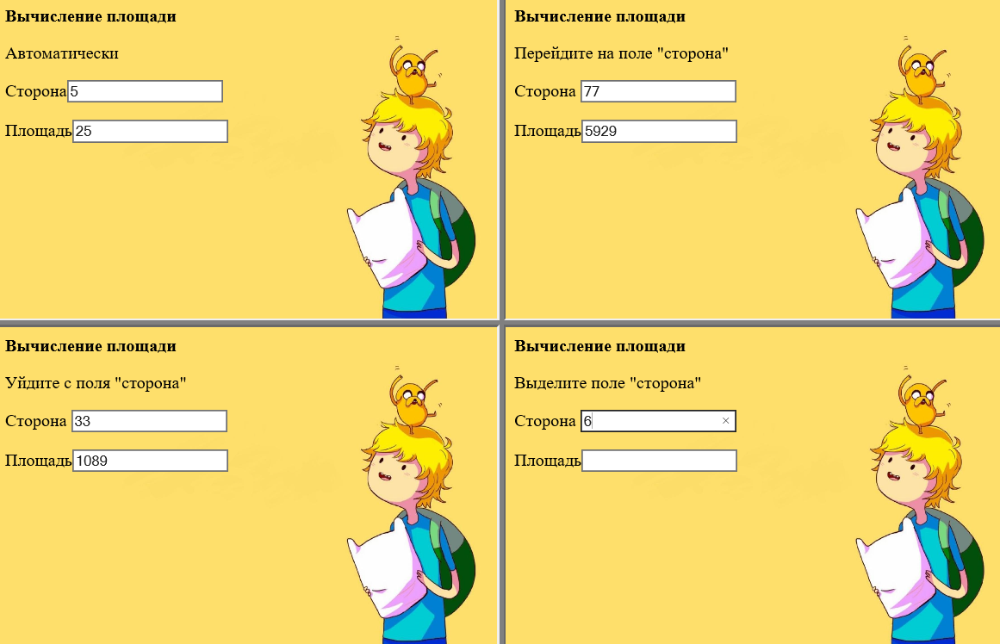 Вычисление площади
Автоматически
Сторона 5
Площадь 25
Вычисление площади
Перейдите на поле "сторона"
Сторона 77
Площадь 5929
Вычисление площади
Уйдите с поля "сторона"
Сторона 33
Площадь 1089
Вычисление площади
Выделите поле "сторона"
Сторона 6 ×
Площадь